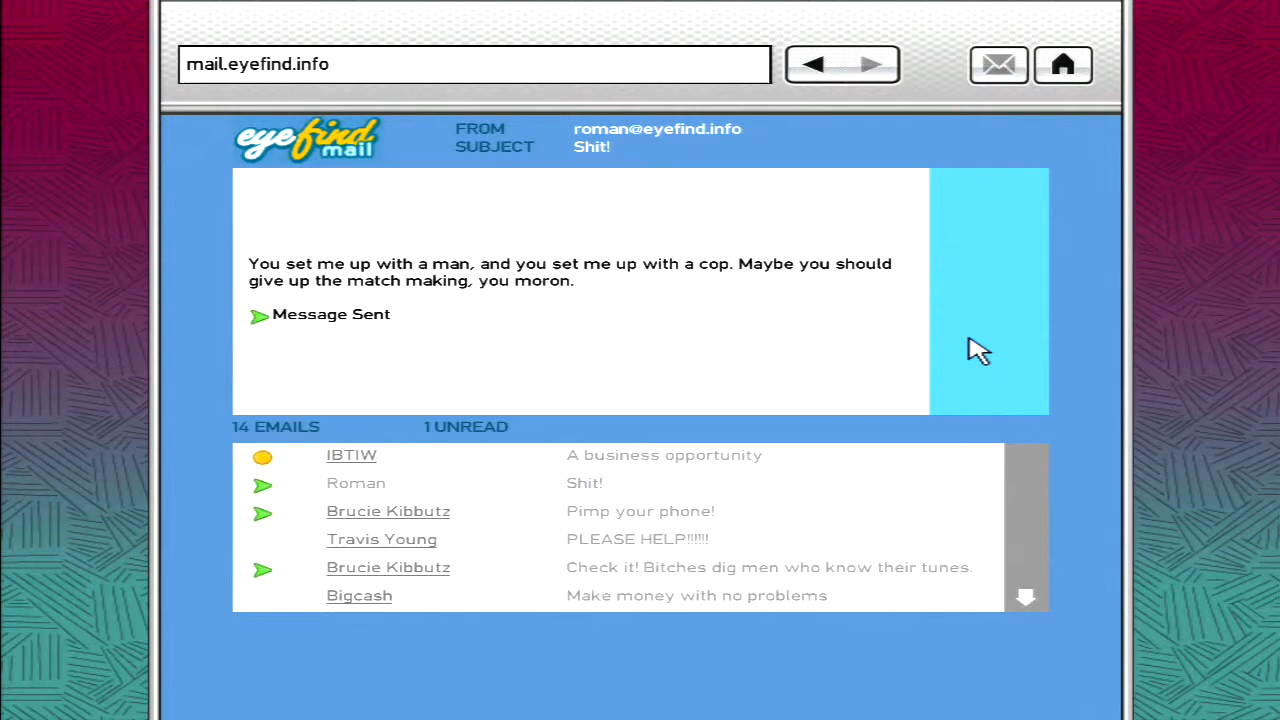 mail.eyefind.info
eyefind mail
FROM roman@eyefind.info
SUBJECT Shit!
You set me up with a man, and you set me up with a cop. Maybe you should
give up the match making, you moron.
Message Sent
14 EMAILS 1 UNREAD
IBTIW A business opportunity
Roman Shit!
Brucie Kibbutz Pimp your phone!
Travis Young PLEASE HELP!!!!!!
Brucie Kibbutz Check it! Bitches dig men who know their tunes.
Bigcash Make money with no problems